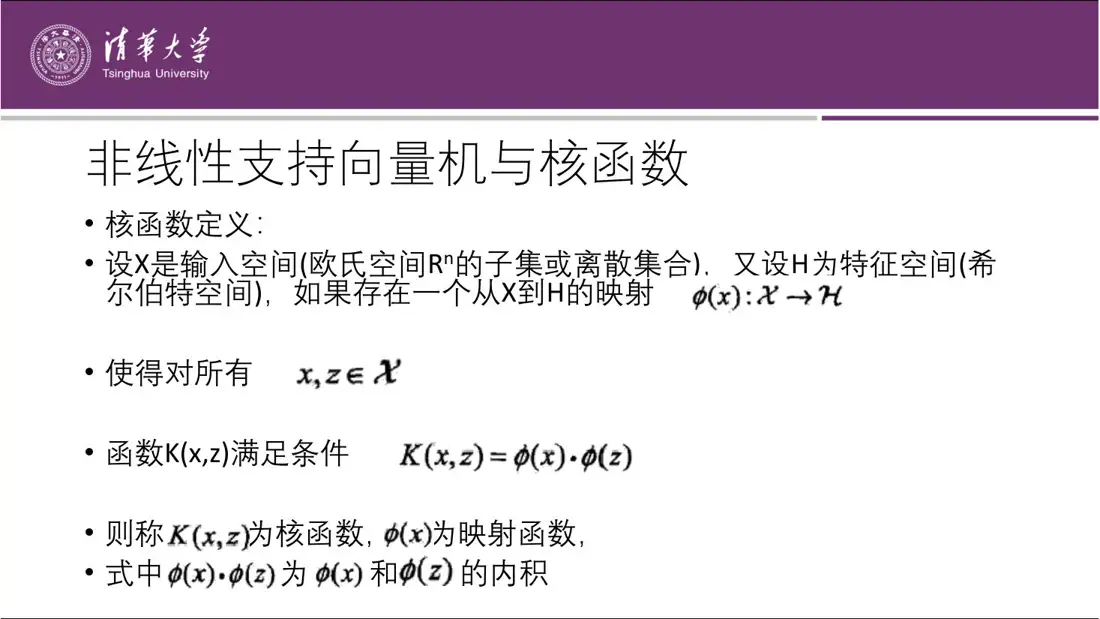 清华大学
Tsinghua University
非线性支持向量机与核函数
• 核函数定义：
• 设X是输入空间(欧氏空间Rⁿ的子集或离散集合)，又设H为特征空间(希
尔伯特空间)，如果存在一个从X到H的映射 ϕ(x): 𝒳 → ℋ
• 使得对所有 x, z ∈ 𝒳
• 函数K(x,z)满足条件 K(x, z) = ϕ(x)•ϕ(z)
• 则称 K(x, z) 为核函数，ϕ(x) 为映射函数，
• 式中 ϕ(x)•ϕ(z) 为 ϕ(x) 和 ϕ(z) 的内积